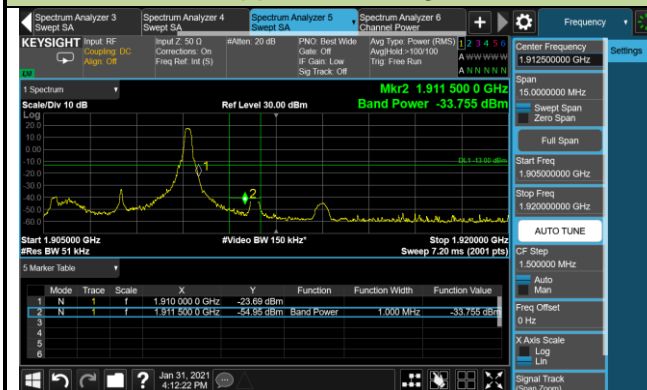 Spectrum Analyzer 3
Swept SA
Spectrum Analyzer 4
Swept SA
Spectrum Analyzer 5
Swept SA
Spectrum Analyzer 6
Channel Power
Frequency
KEYSIGHT
Input: RF
Coupling: DC
Align: Off
Input Z: 50 Ω
Corrections: On
Freq Ref: Int (S)
#Atten: 20 dB
PNO: Best Wide
Gate: Off
IF Gain: Low
Sig Track: Off
Avg Type: Power (RMS)
Avg|Hold:>100/100
Trig: Free Run
1 2 3 4 5 6
A W W W W W
A N N N N N
LXI
1 Spectrum
Scale/Div 10 dB
Log
Ref Level 30.00 dBm
Mkr2 1.911 500 0 GHz
Band Power -33.755 dBm
20.0
10.0
0.00
-10.0
-20.0
-30.0
-40.0
-50.0
-60.0
1
2
DL1 -13.00 dBm
Start 1.905000 GHz
#Res BW 51 kHz
#Video BW 150 kHz*
Stop 1.920000 GHz
Sweep 7.20 ms (2001 pts)
5 Marker Table
Mode Trace Scale X Y Function Function Width Function Value
1 N 1 f 1.910 000 0 GHz -23.69 dBm
2 N 1 f 1.911 500 0 GHz -54.95 dBm Band Power 1.000 MHz -33.755 dBm
3
4
5
6
Jan 31, 2021
4:12:22 PM
Settings
Center Frequency
1.912500000 GHz
Span
15.0000000 MHz
Swept Span
Zero Span
Full Span
Start Freq
1.905000000 GHz
Stop Freq
1.920000000 GHz
AUTO TUNE
CF Step
1.500000 MHz
Auto
Man
Freq Offset
0 Hz
X Axis Scale
Log
Lin
Signal Track
(Span Zoom)